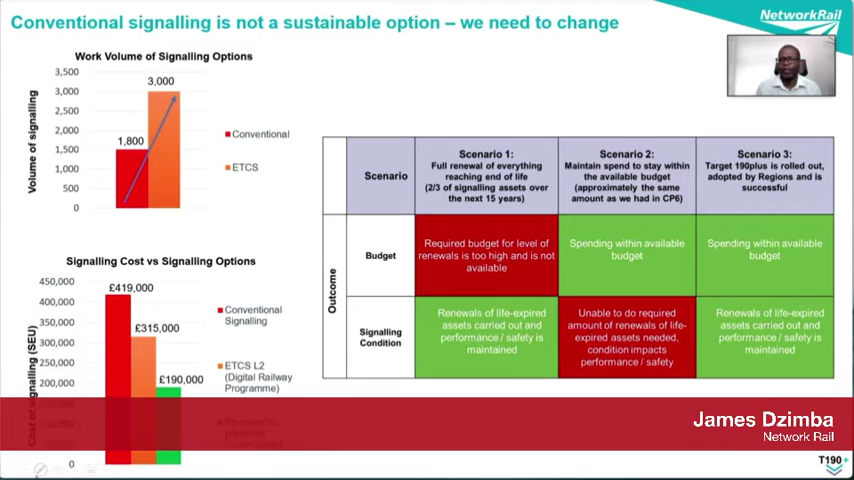 Conventional signalling is not a sustainable option – we need to change
NetworkRail
Work Volume of Signalling Options
Volume of signalling
3,500
3,000
2,500
2,000
1,500
1,000
500
0
1,800
3,000
Conventional
ETCS
Signalling Cost vs Signalling Options
Cost of signalling (SEU)
450,000
400,000
350,000
300,000
250,000
200,000
0
£419,000
£315,000
£190,000
Conventional
Signalling
ETCS L2
(Digital Railway
Programme)
Scenario
Scenario 1:
Full renewal of everything
reaching end of life
(2/3 of signalling assets over
the next 15 years)
Scenario 2:
Maintain spend to stay within
the available budget
(approximately the same
amount as we had in CP6)
Scenario 3:
Target 190plus is rolled out,
adopted by Regions and is
successful
Outcome
Budget
Required budget for level of
renewals is too high and is not
available
Spending within available
budget
Spending within available
budget
Signalling
Condition
Renewals of life-expired
assets carried out and
performance / safety is
maintained
Unable to do required
amount of renewals of life-
expired assets needed,
condition impacts
performance / safety
Renewals of life-expired
assets carried out and
performance / safety is
maintained
James Dzimba
Network Rail
T190+